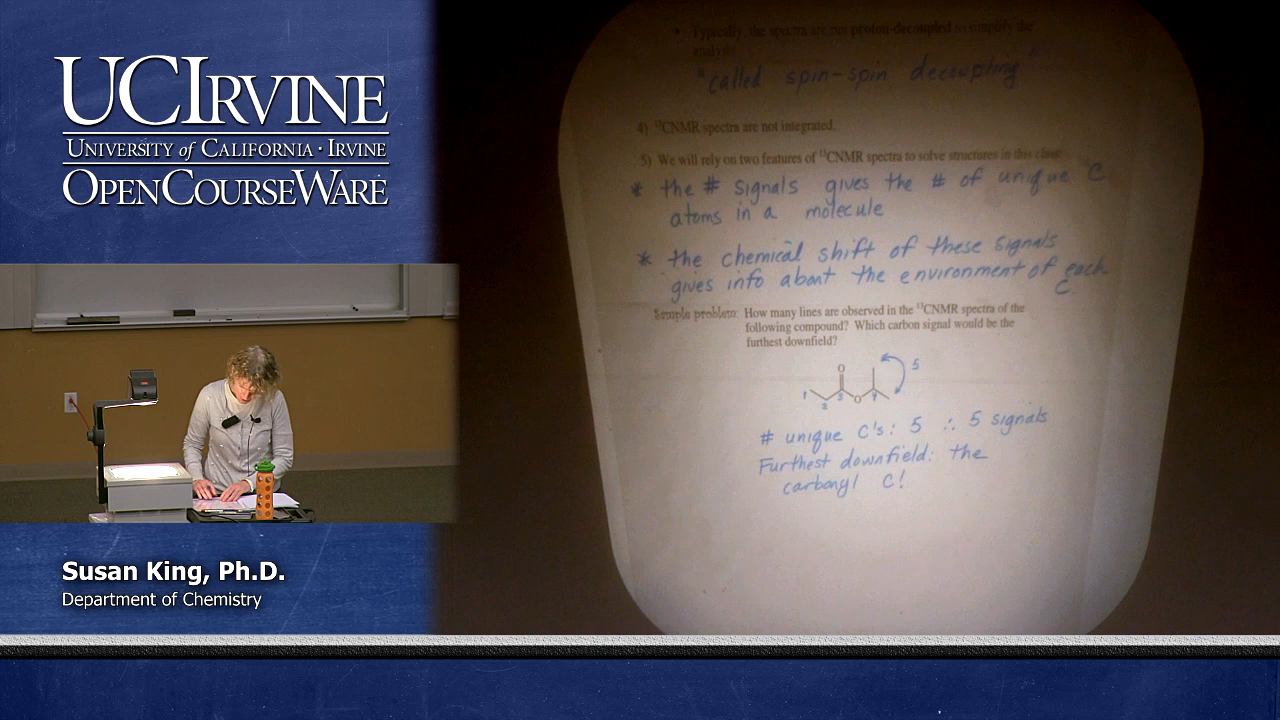 UCIRVINE
UNIVERSITY of CALIFORNIA · IRVINE
OPENCOURSEWARE
• Typically, the spectra are run proton-decoupled to simplify the
analysis.
"called spin-spin decoupling"
4) ¹³CNMR spectra are not integrated.
5) We will rely on two features of ¹³CNMR spectra to solve structures in this class:
* the # signals gives the # of unique C
atoms in a molecule
* the chemical shift of these signals
gives info about the environment of each
C.
Sample problem: How many lines are observed in the ¹³CNMR spectra of the
following compound? Which carbon signal would be the
furthest downfield?
O 5
1 2 3 O 4
# unique C's: 5 ∴ 5 signals
Furthest downfield: the
carbonyl C!
Susan King, Ph.D.
Department of Chemistry